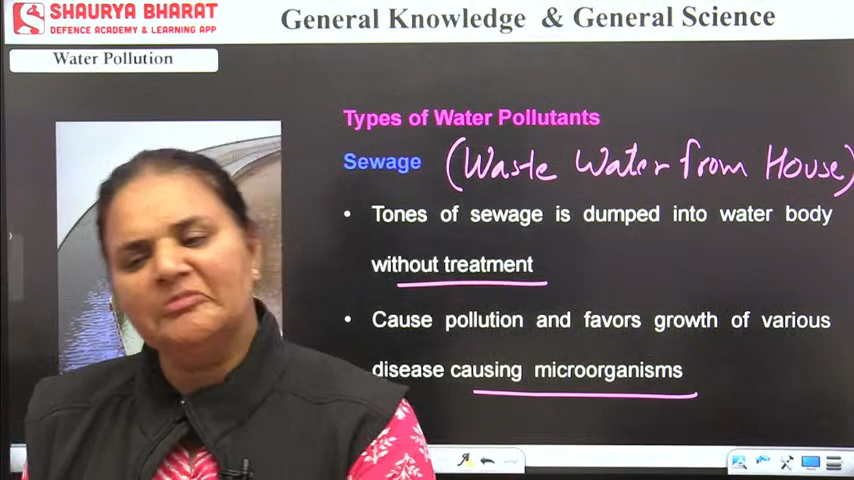 SHAURYA BHARAT
DEFENCE ACADEMY & LEARNING APP
General Knowledge & General Science
Water Pollution
Types of Water Pollutants
Sewage (Waste Water from House)
• Tones of sewage is dumped into water body
without treatment
• Cause pollution and favors growth of various
disease causing microorganisms